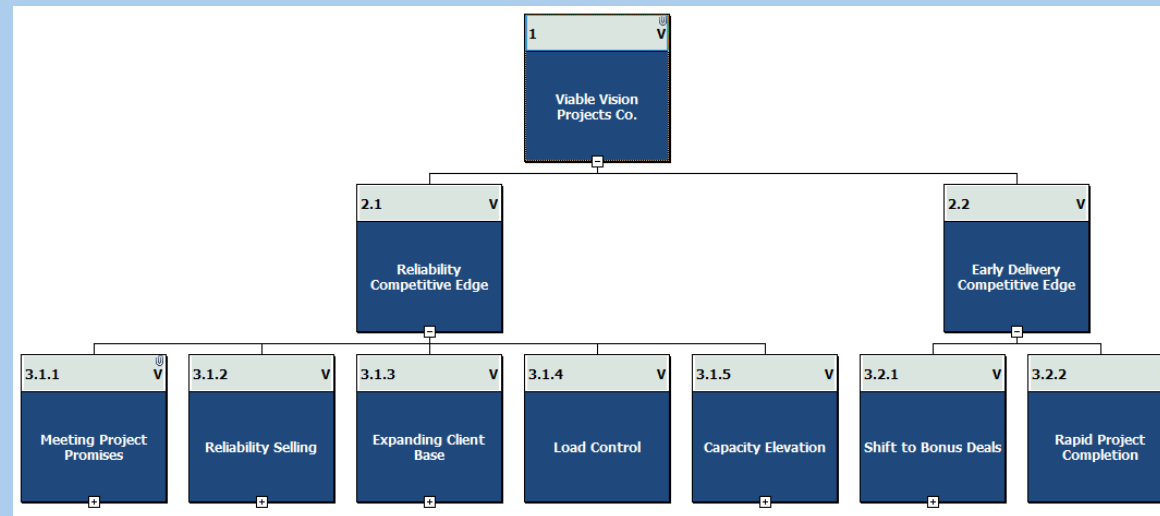 1 V
Viable Vision
Projects Co.
2.1 V
2.2 V
Reliability
Competitive Edge
Early Delivery
Competitive Edge
3.1.1 V
3.1.2 V
3.1.3 V
3.1.4 V
3.1.5 V
3.2.1 V
3.2.2
Meeting Project
Promises
Reliability Selling
Expanding Client
Base
Load Control
Capacity Elevation
Shift to Bonus Deals
Rapid Project
Completion